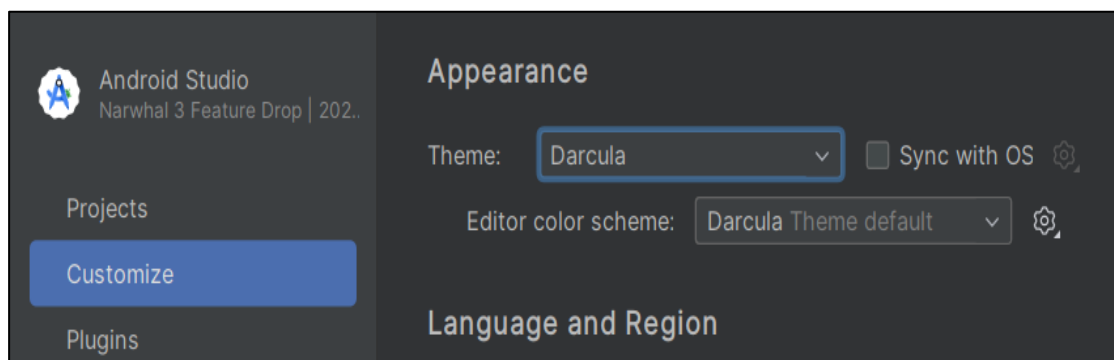 Android Studio
Narwhal 3 Feature Drop | 202..
Projects
Customize
Plugins
Appearance
Theme: Darcula Sync with OS
Editor color scheme: Darcula Theme default
Language and Region